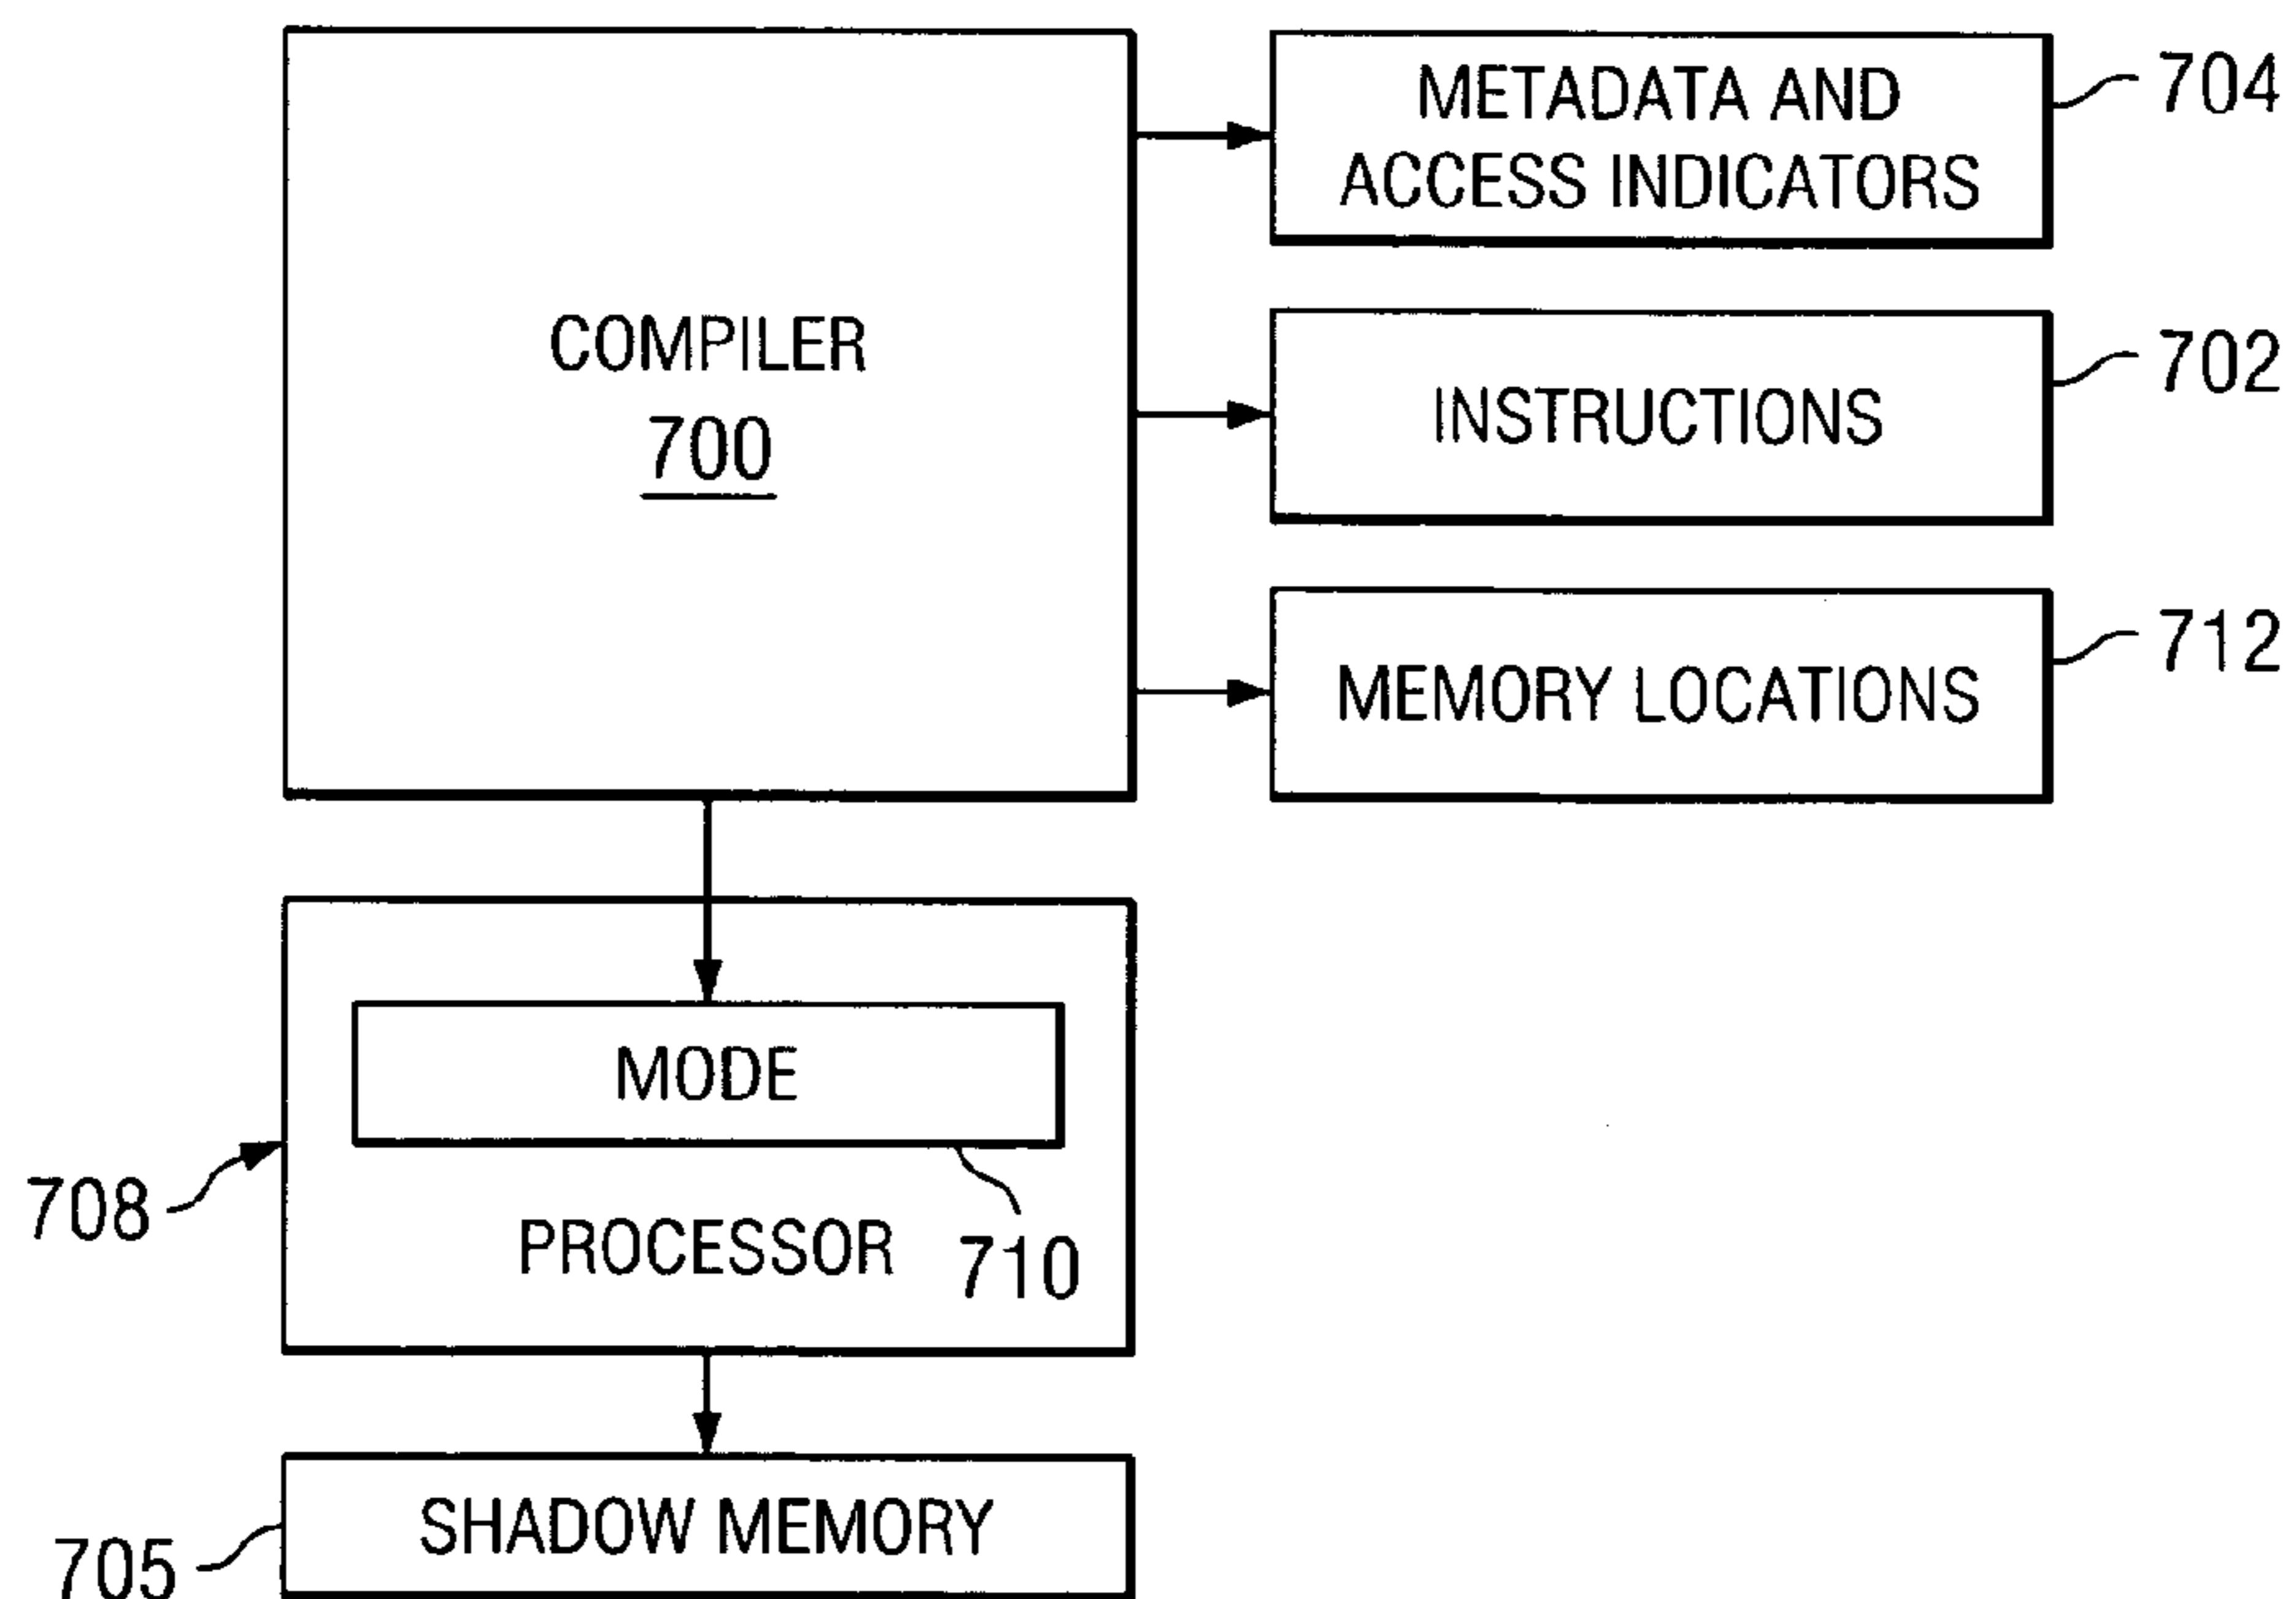 COMPILER
700
METADATA AND
ACCESS INDICATORS
704
INSTRUCTIONS
702
MEMORY LOCATIONS
712
MODE
710
PROCESSOR
708
SHADOW MEMORY
705